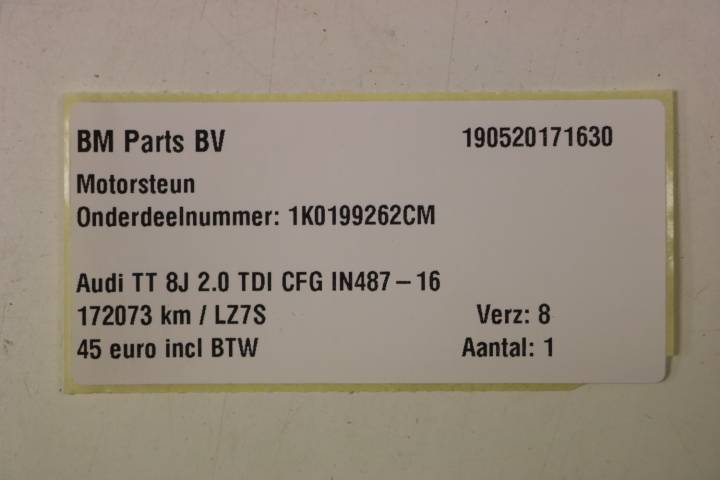 BM Parts BV 190520171630
Motorsteun
Onderdeelnummer: 1K0199262CM
Audi TT 8J 2.0 TDI CFG IN487 – 16
172073 km / LZ7S Verz: 8
45 euro incl BTW Aantal: 1